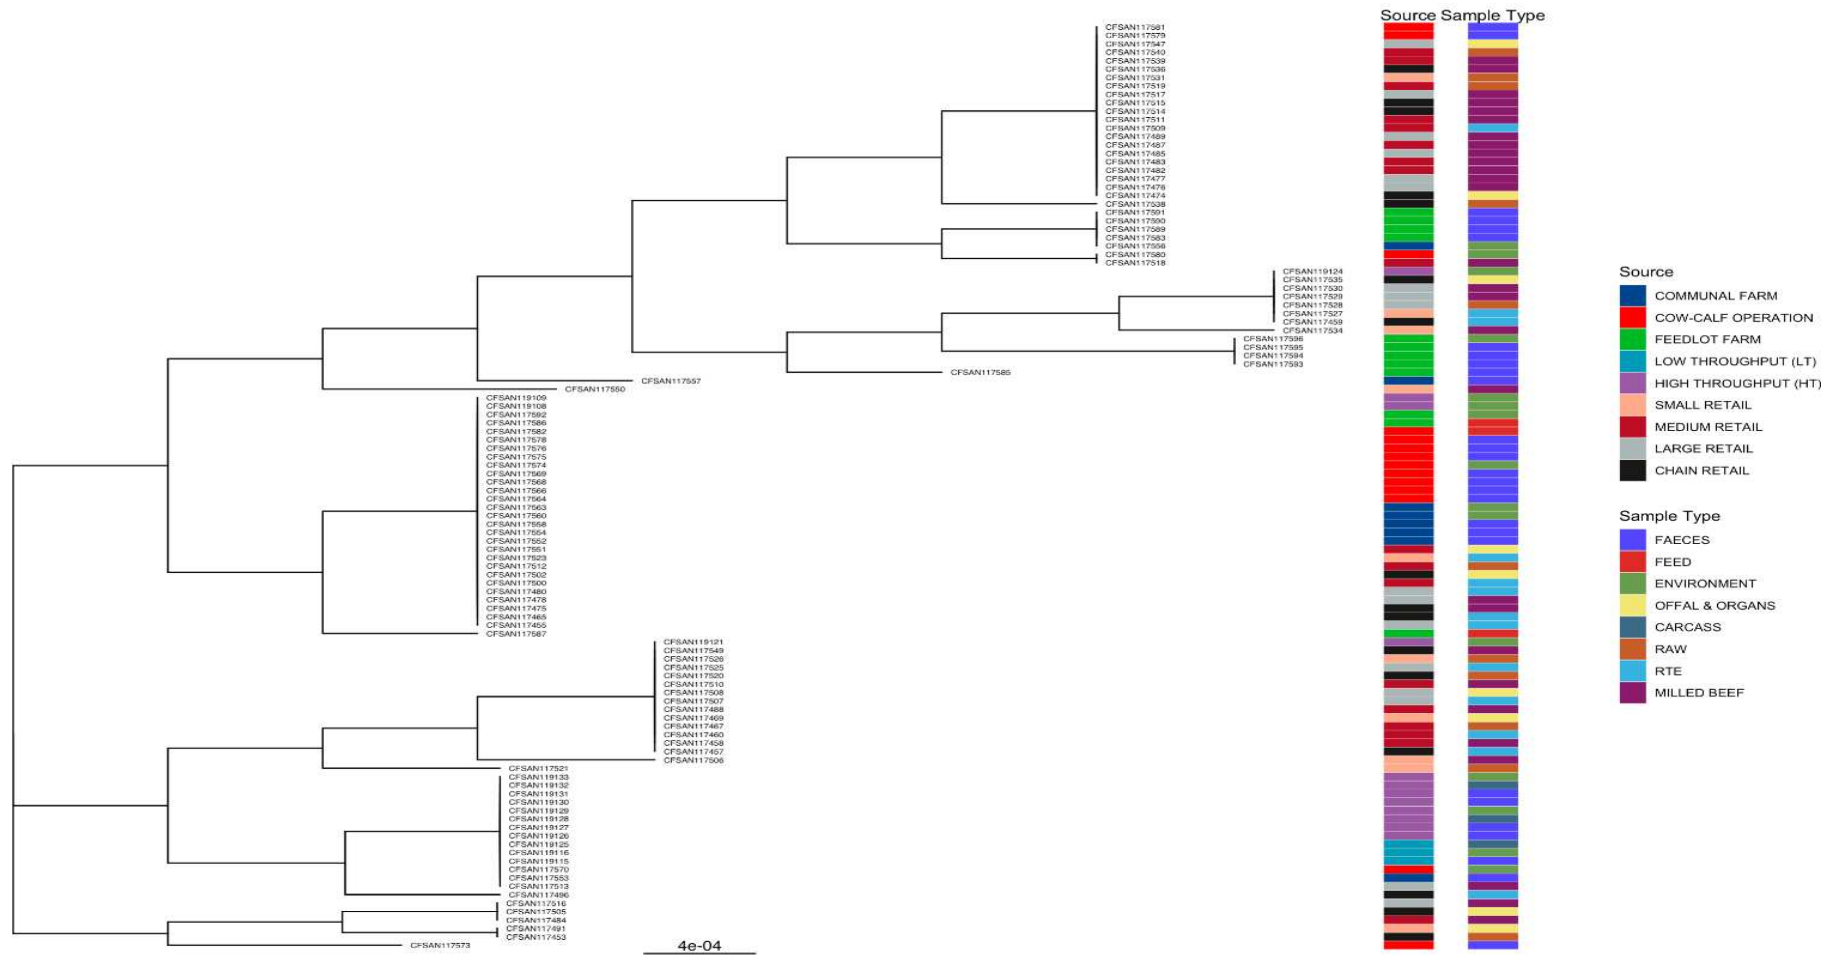 Source Sample Type
CFSAN117581
CFSAN117579
CFSAN117547
CFSAN117540
CFSAN117539
CFSAN117536
CFSAN117531
CFSAN117519
CFSAN117517
CFSAN117515
CFSAN117514
CFSAN117511
CFSAN117509
CFSAN117489
CFSAN117487
CFSAN117485
CFSAN117483
CFSAN117482
CFSAN117477
CFSAN117476
CFSAN117474
CFSAN117538
CFSAN117591
CFSAN117590
CFSAN117589
CFSAN117583
CFSAN117556
CFSAN117580
CFSAN117518
CFSAN119124
CFSAN117535
CFSAN117530
CFSAN117529
CFSAN117528
CFSAN117527
CFSAN117459
CFSAN117534
CFSAN117596
CFSAN117595
CFSAN117594
CFSAN117593
CFSAN117585
CFSAN117557
CFSAN117550
CFSAN119109
CFSAN119108
CFSAN117592
CFSAN117586
CFSAN117582
CFSAN117578
CFSAN117576
CFSAN117575
CFSAN117574
CFSAN117569
CFSAN117568
CFSAN117566
CFSAN117564
CFSAN117563
CFSAN117560
CFSAN117558
CFSAN117554
CFSAN117552
CFSAN117551
CFSAN117523
CFSAN117512
CFSAN117502
CFSAN117500
CFSAN117480
CFSAN117478
CFSAN117475
CFSAN117465
CFSAN117455
CFSAN117587
CFSAN119121
CFSAN117549
CFSAN117526
CFSAN117525
CFSAN117520
CFSAN117510
CFSAN117508
CFSAN117507
CFSAN117488
CFSAN117469
CFSAN117467
CFSAN117460
CFSAN117458
CFSAN117457
CFSAN117506
CFSAN117521
CFSAN119133
CFSAN119132
CFSAN119131
CFSAN119130
CFSAN119129
CFSAN119128
CFSAN119127
CFSAN119126
CFSAN119125
CFSAN119116
CFSAN119115
CFSAN117570
CFSAN117553
CFSAN117513
CFSAN117496
CFSAN117516
CFSAN117505
CFSAN117484
CFSAN117491
CFSAN117453
CFSAN117573
4e-04
Source
COMMUNAL FARM
COW-CALF OPERATION
FEEDLOT FARM
LOW THROUGHPUT (LT)
HIGH THROUGHPUT (HT)
SMALL RETAIL
MEDIUM RETAIL
LARGE RETAIL
CHAIN RETAIL
Sample Type
FAECES
FEED
ENVIRONMENT
OFFAL & ORGANS
CARCASS
RAW
RTE
MILLED BEEF